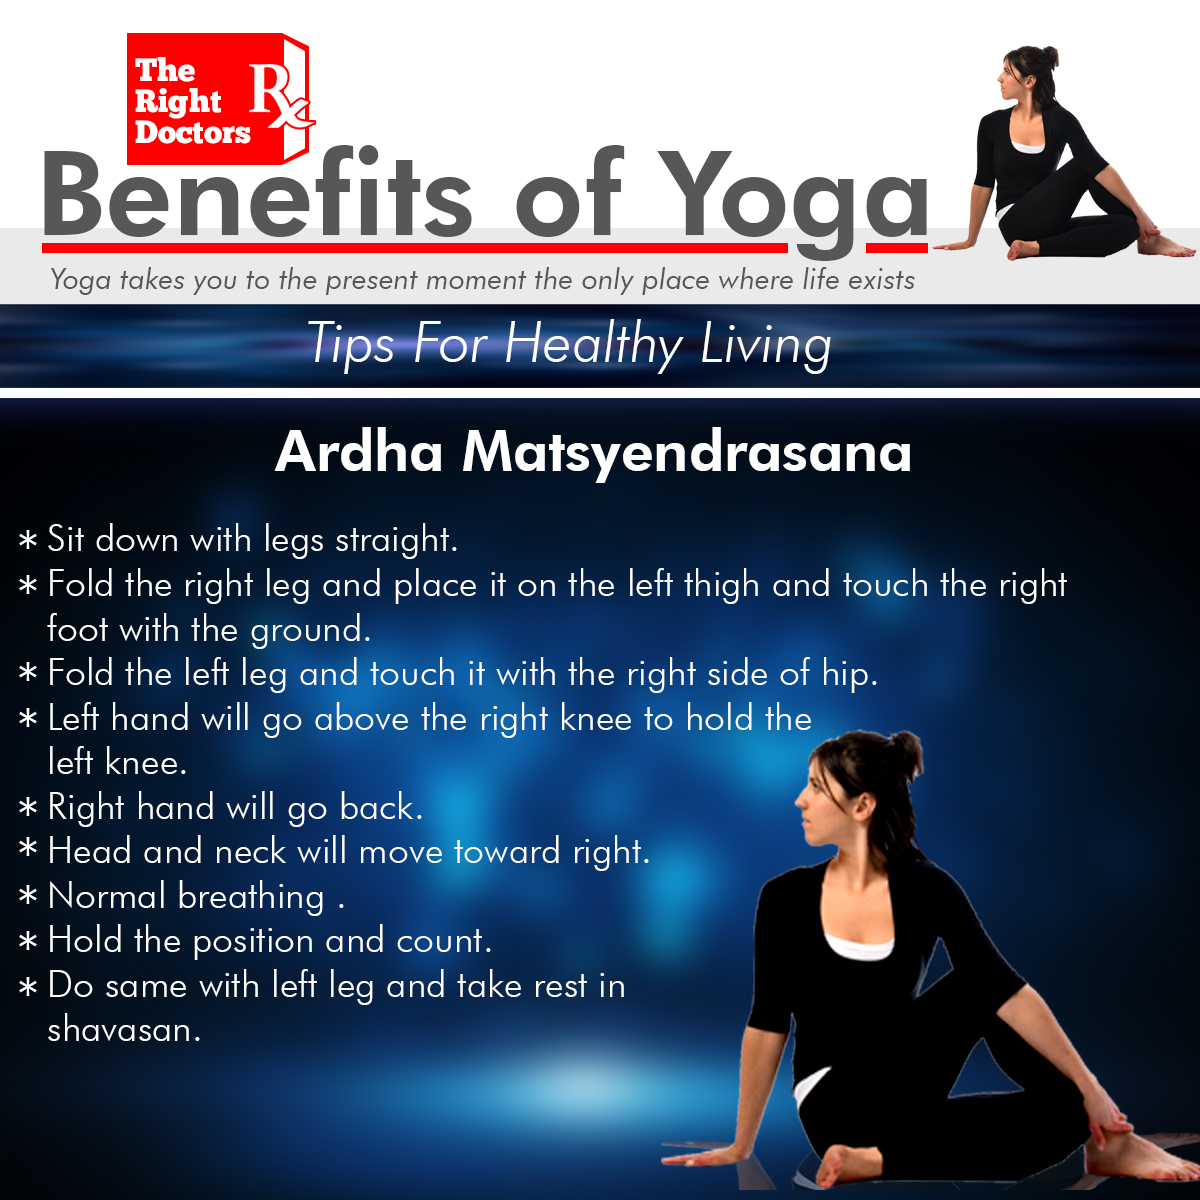 The
Right
Doctors
Rx
Benefits of Yoga
Yoga takes you to the present moment the only place where life exists
Tips For Healthy Living
Ardha Matsyendrasana
* Sit down with legs straight.
* Fold the right leg and place it on the left thigh and touch the right
foot with the ground.
* Fold the left leg and touch it with the right side of hip.
* Left hand will go above the right knee to hold the
left knee.
* Right hand will go back.
* Head and neck will move toward right.
* Normal breathing .
* Hold the position and count.
* Do same with left leg and take rest in
shavasan.